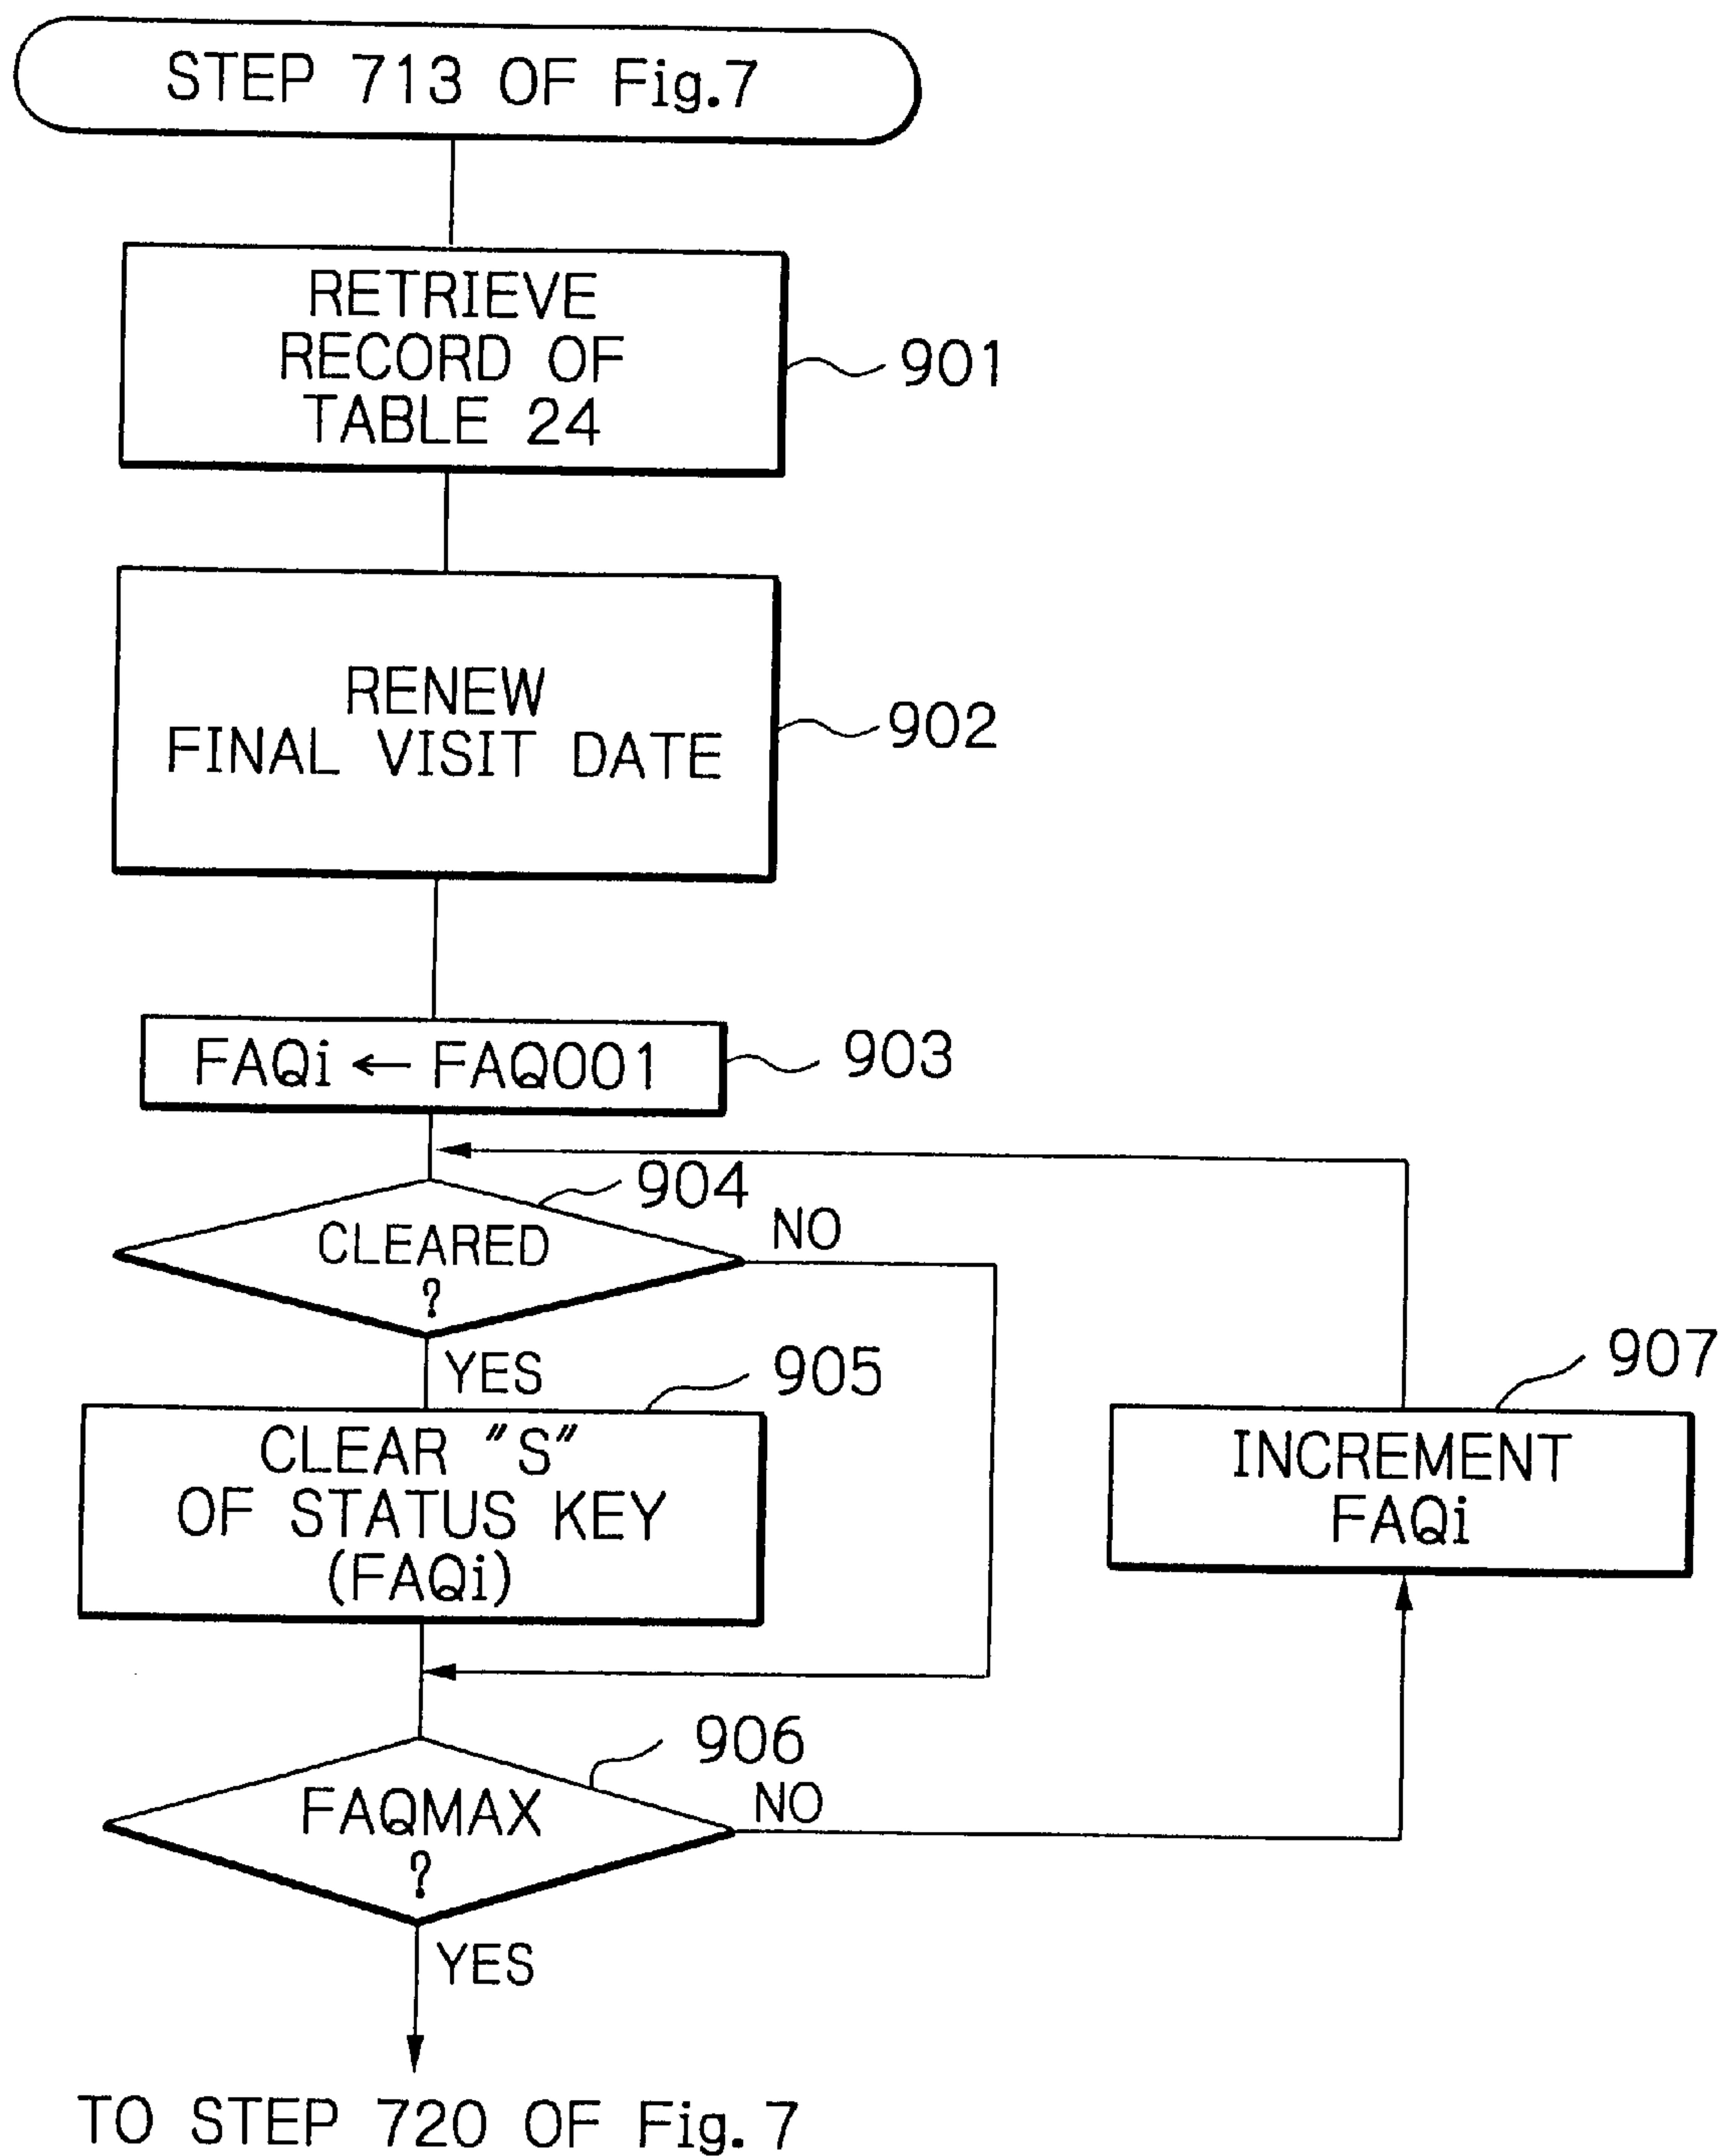 STEP 713 OF Fig.7
RETRIEVE
RECORD OF
TABLE 24
901
RENEW
FINAL VISIT DATE
902
FAQi ← FAQ001
903
904
CLEARED
?
NO
YES
905
CLEAR "S"
OF STATUS KEY
(FAQi)
907
INCREMENT
FAQi
906
FAQMAX
?
NO
YES
TO STEP 720 OF Fig.7